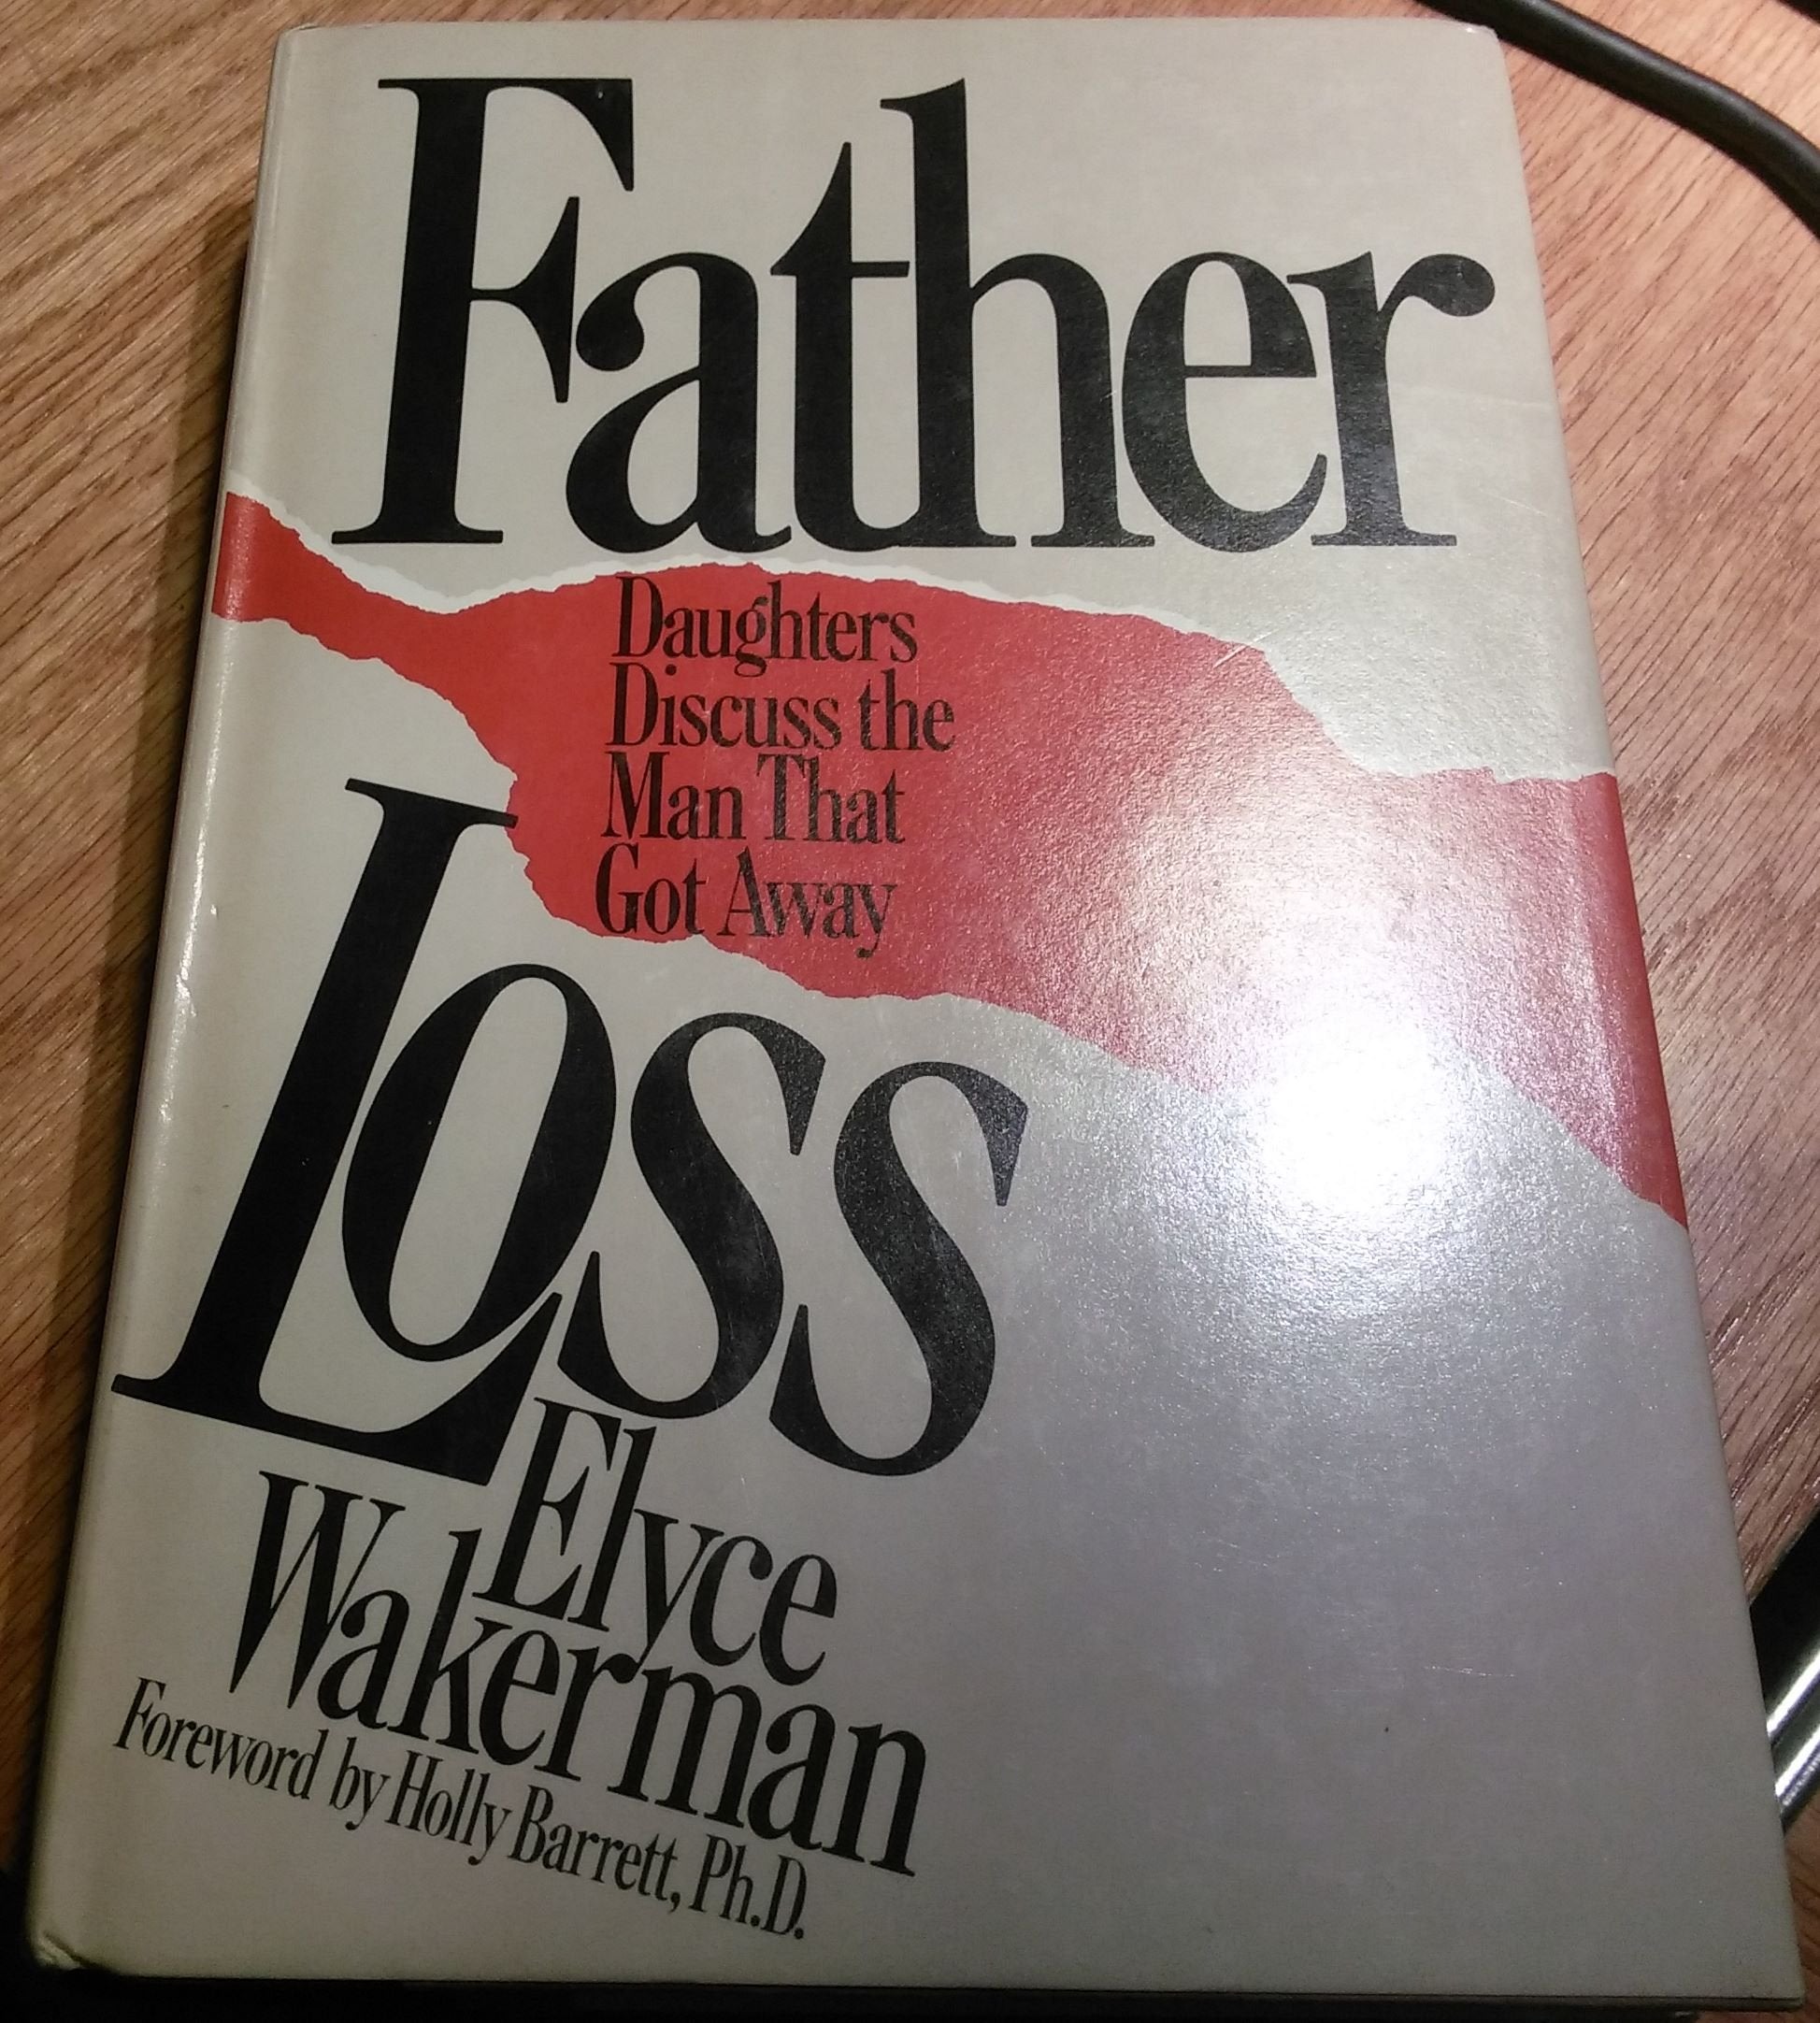 Father
Daughters
Discuss the
Man That
Got Away
Loss
Elyce
Wakerman
Foreword by Holly Barrett, Ph.D.